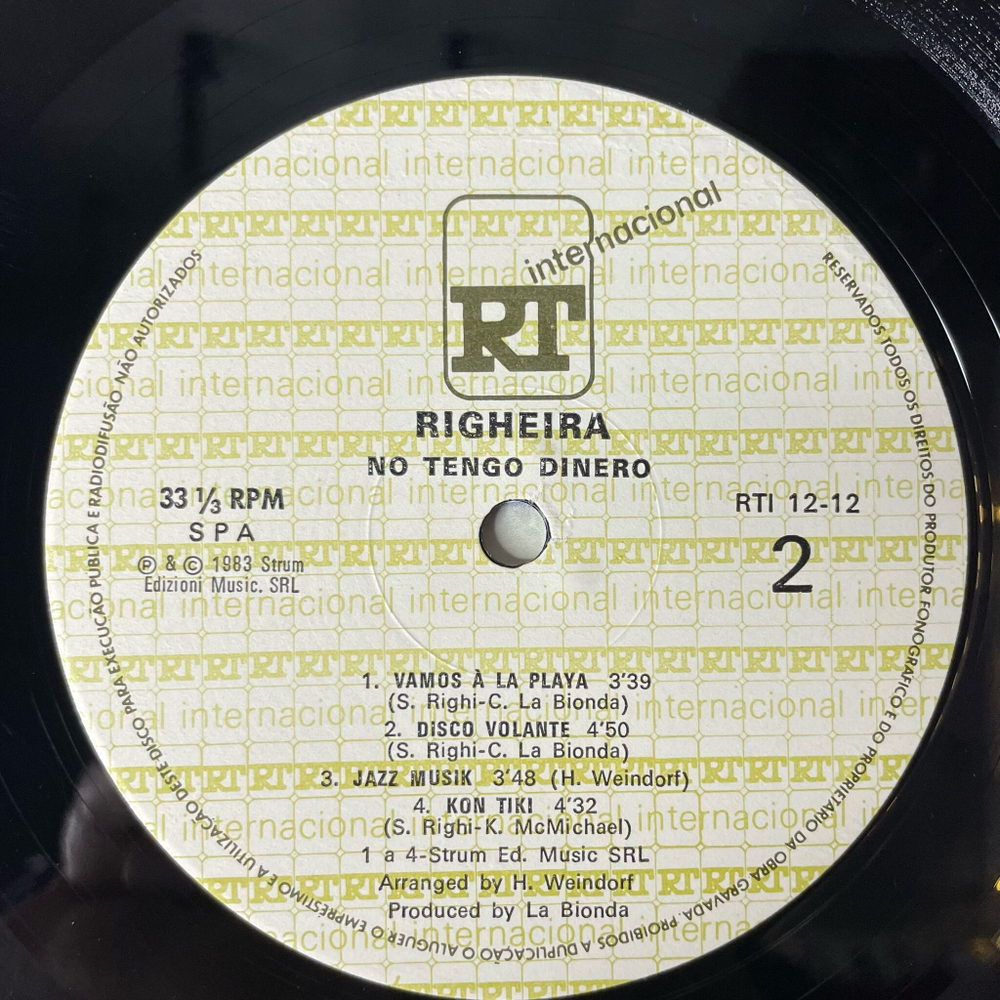 internacional
RT
RIGHEIRA
NO TENGO DINERO
33 1/3 RPM
SPA
℗ & © 1983 Strum
Edizioni Music. SRL
RTI 12-12
2
1. VAMOS À LA PLAYA 3'39
(S. Righi-C. La Bionda)
2. DISCO VOLANTE 4'50
(S. Righi-C. La Bionda)
3. JAZZ MUSIK 3'48 (H. Weindorf)
4. KON TIKI 4'32
(S. Righi-K. McMichael)
1 a 4-Strum Ed. Music SRL
Arranged by H. Weindorf
Produced by La Bionda
RESERVADOS TODOS OS DIREITOS DO PRODUTOR FONOGRAFICO E DO PROPRIETARIO DA OBRA GRAVADA. PROIBIDOS A DUPLICAÇÃO O ALUGUER O EMPRESTIMO E A UTILIZAÇÃO DESTE DISCO PARA EXECUÇÃO PUBLICA E RADIODIFUSÃO NÃO AUTORIZADOS